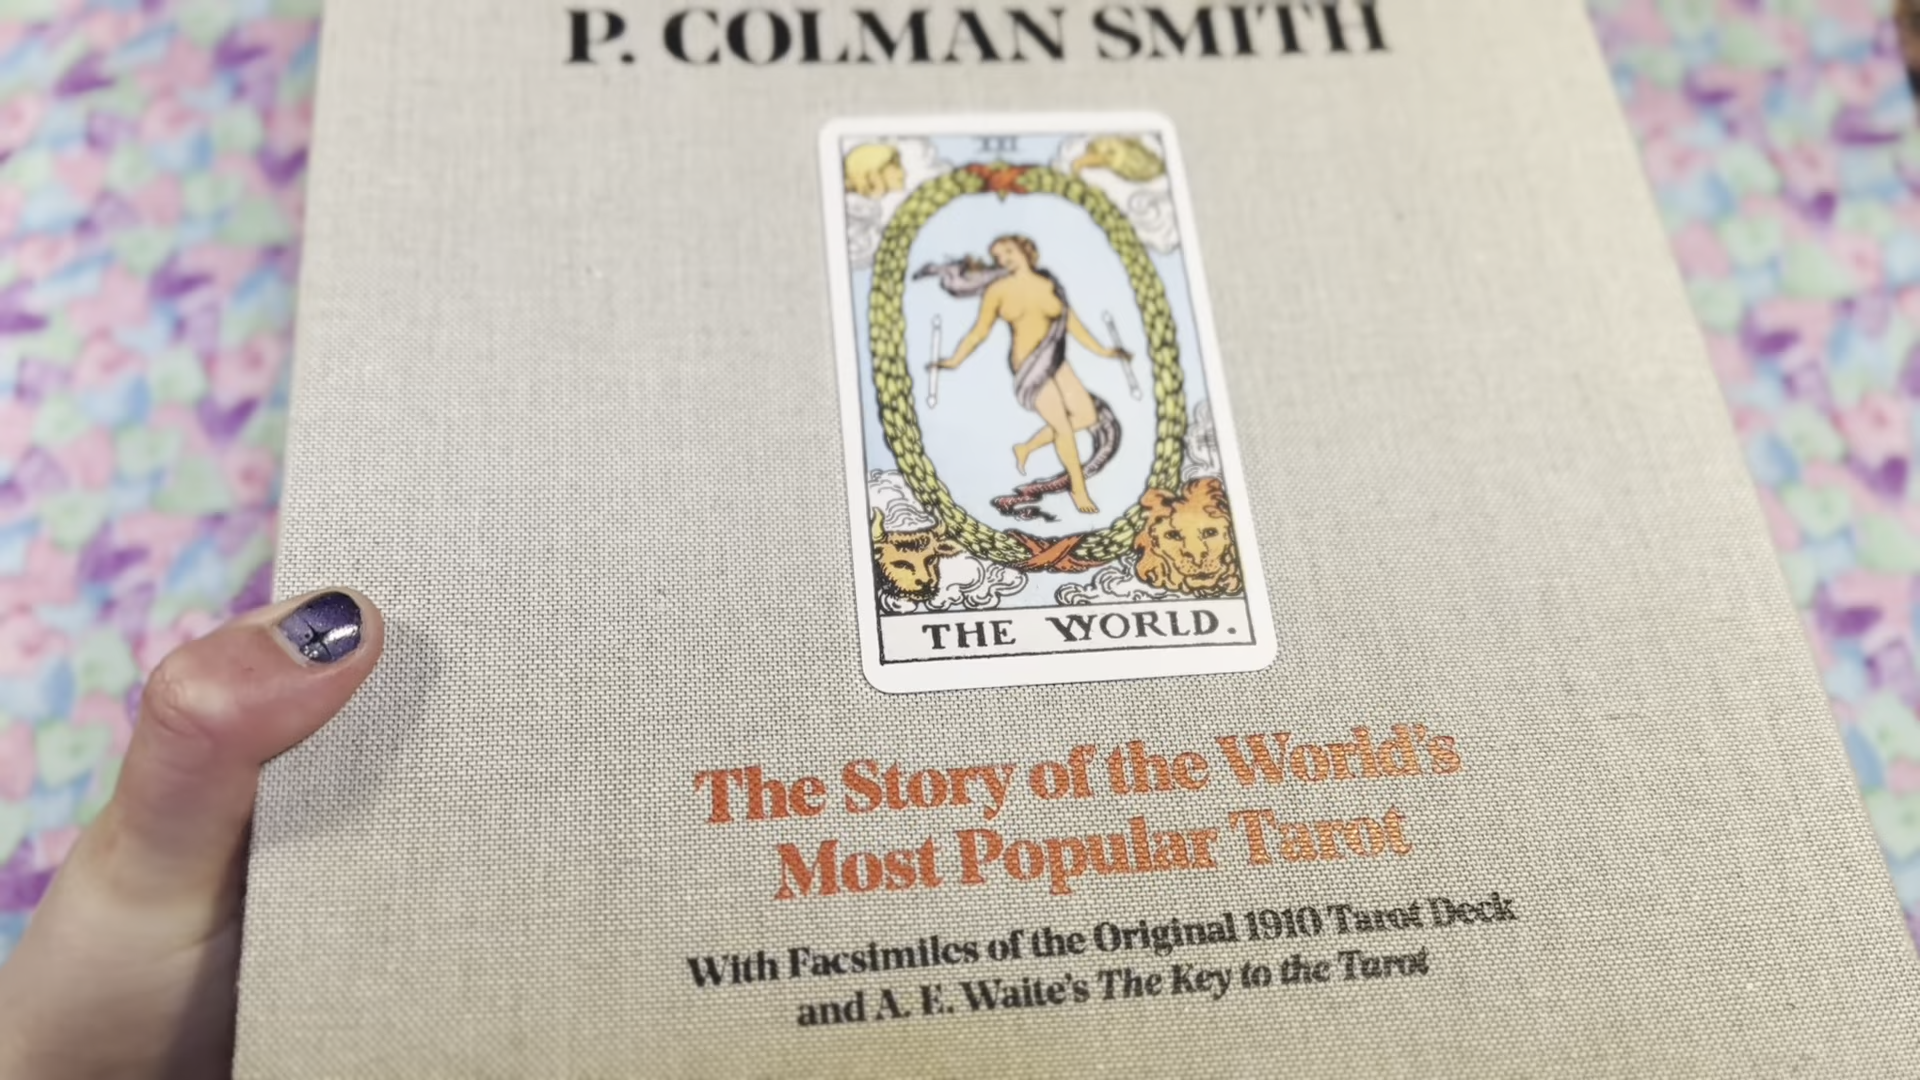 P. COLMAN SMITH
THE WORLD.
The Story of the World's
Most Popular Tarot
With Facsimiles of the Original 1910 Tarot Deck
and A. E. Waite's The Key to the Tarot